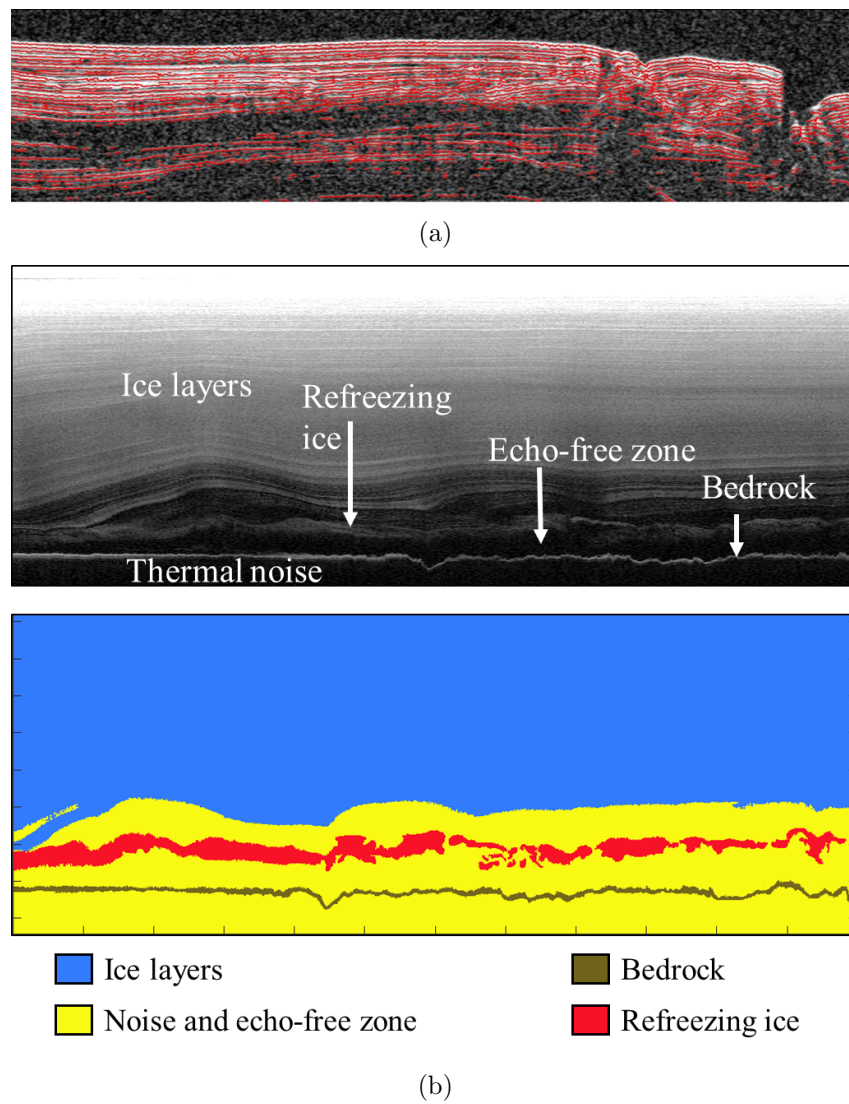 (a)
Ice layers
Refreezing
ice
Echo-free zone
Bedrock
Thermal noise
Ice layers
Bedrock
Noise and echo-free zone
Refreezing ice
(b)